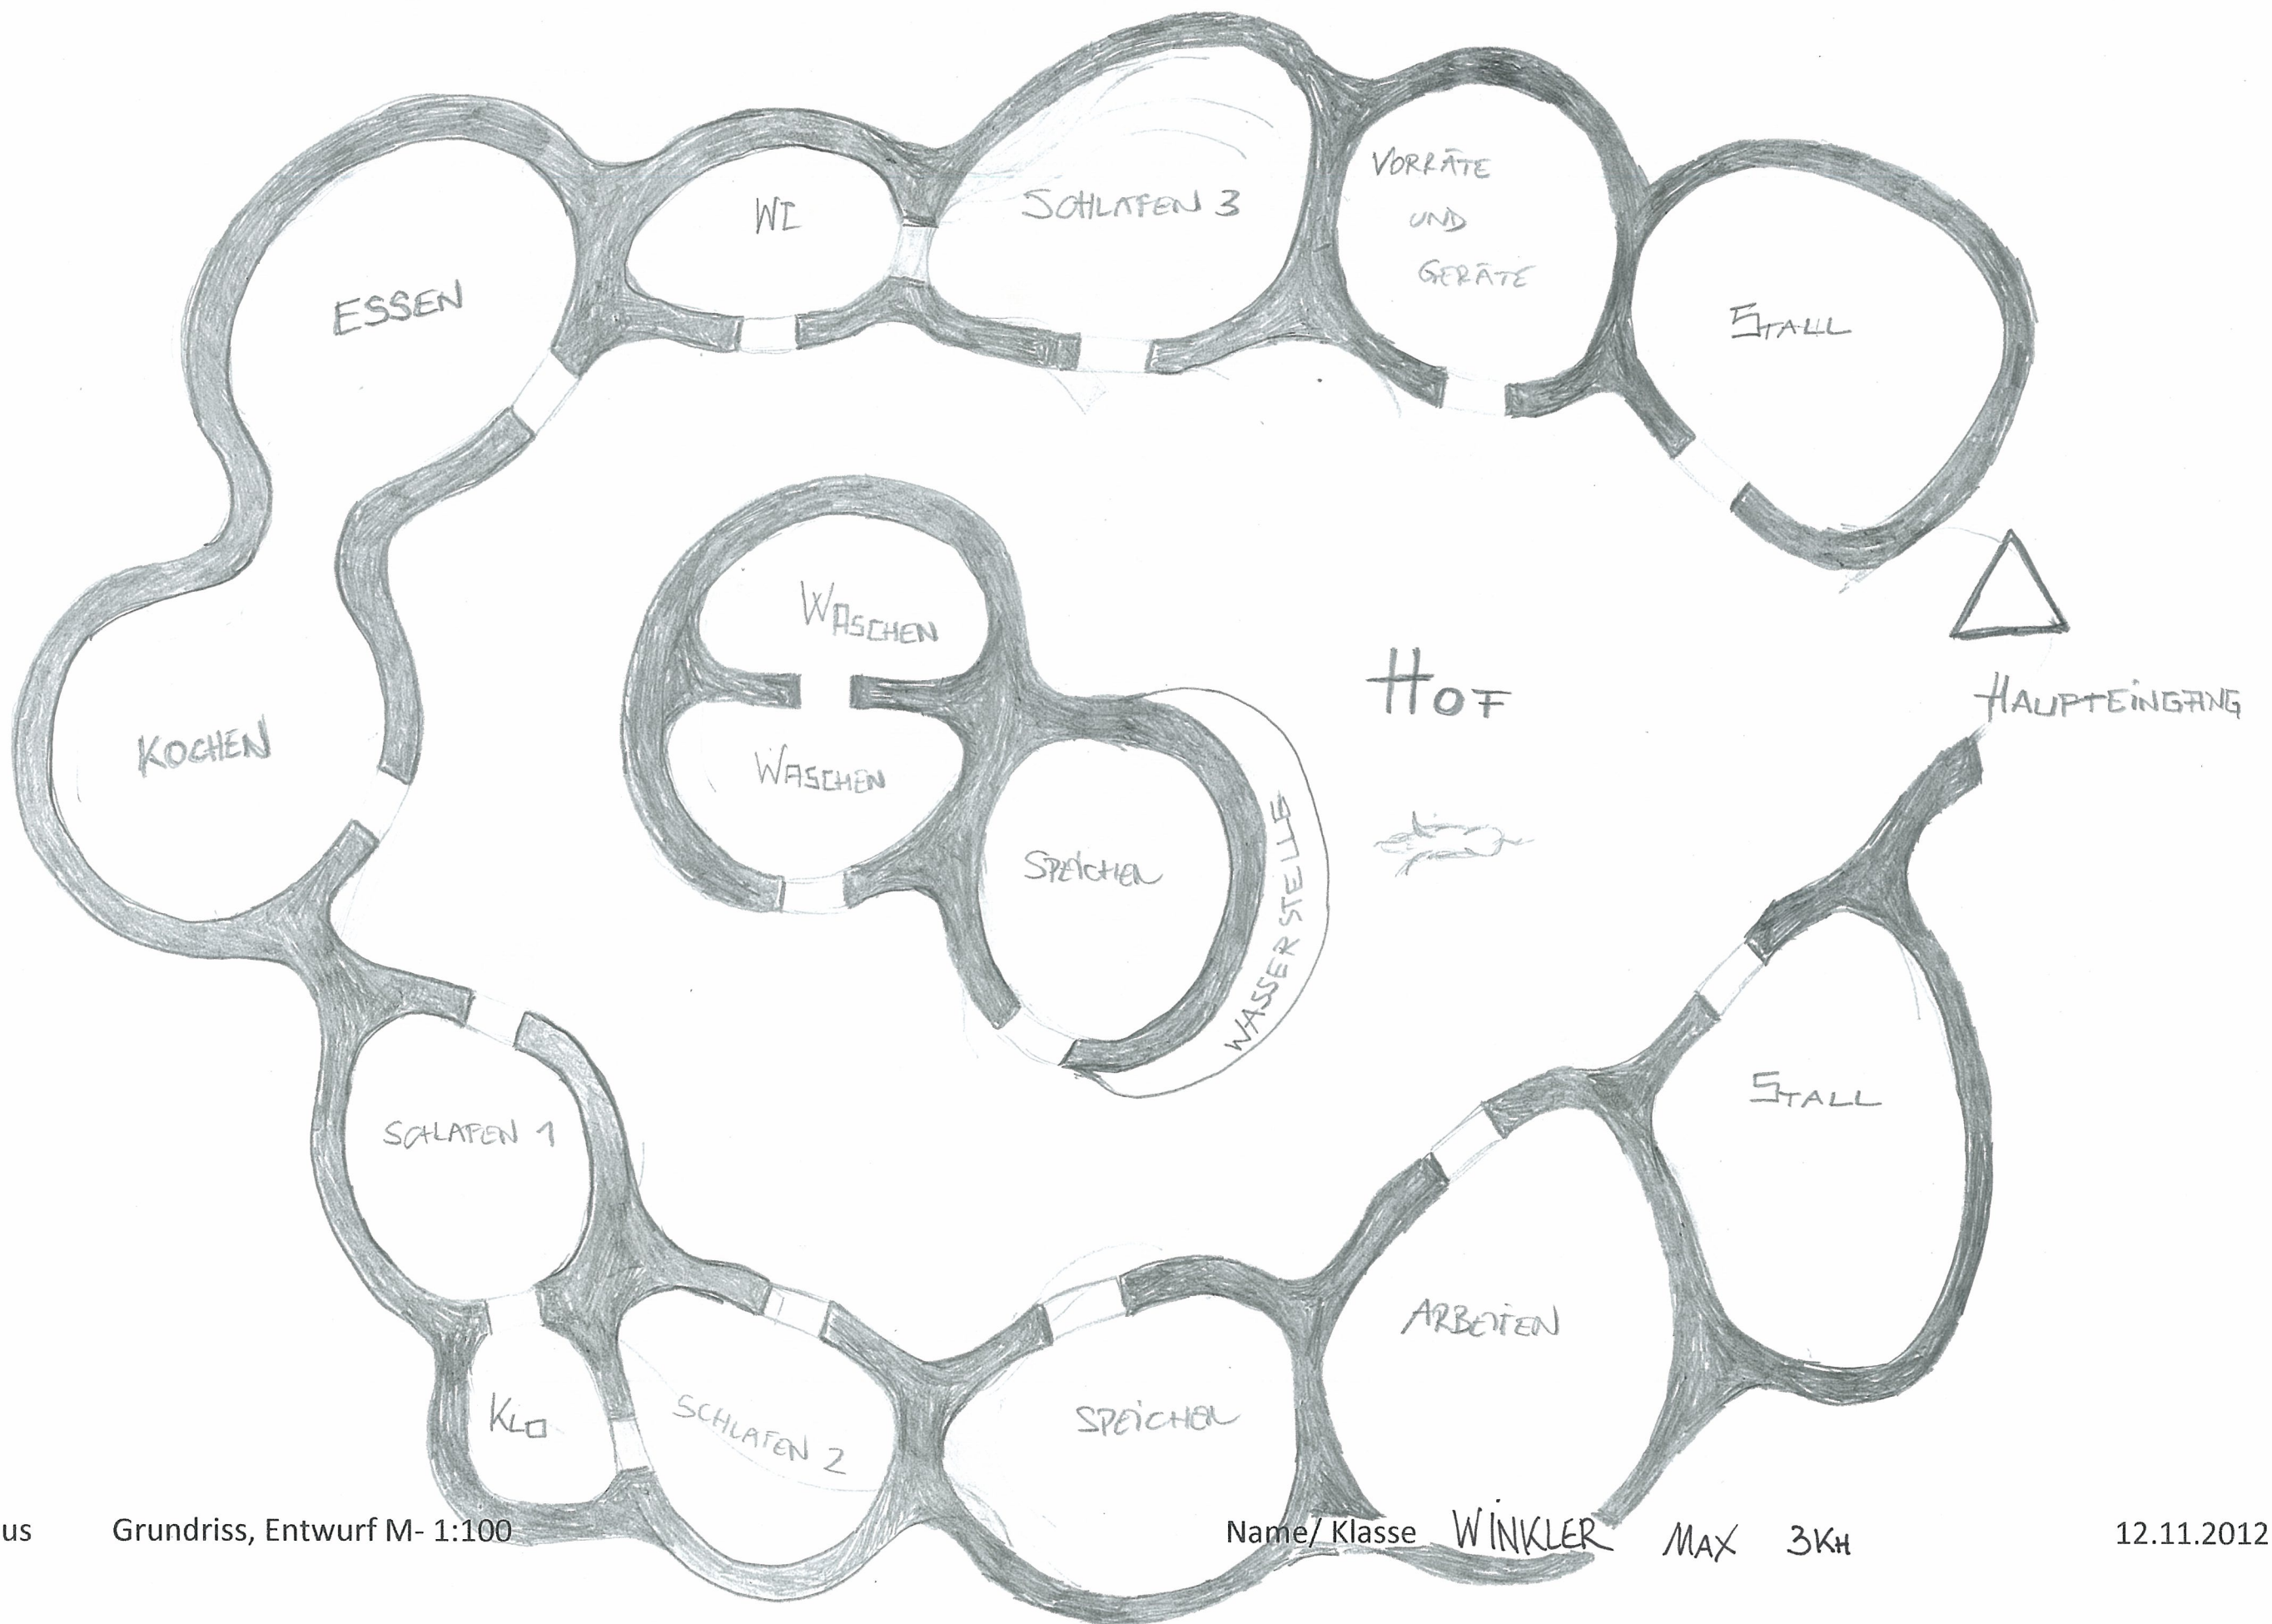 ESSEN
WC
SCHLAFEN 3
VORRÄTE
UND
GERÄTE
STALL
WASCHEN
HOF
HAUPTEINGANG
KOCHEN
WASCHEN
SPEICHER
WASSERSTELLE
SCHLAFEN 1
STALL
KLO
SCHLAFEN 2
SPEICHER
ARBEITEN
us Grundriss, Entwurf M- 1:100 Name/ Klasse WINKLER MAX 3KH 12.11.2012